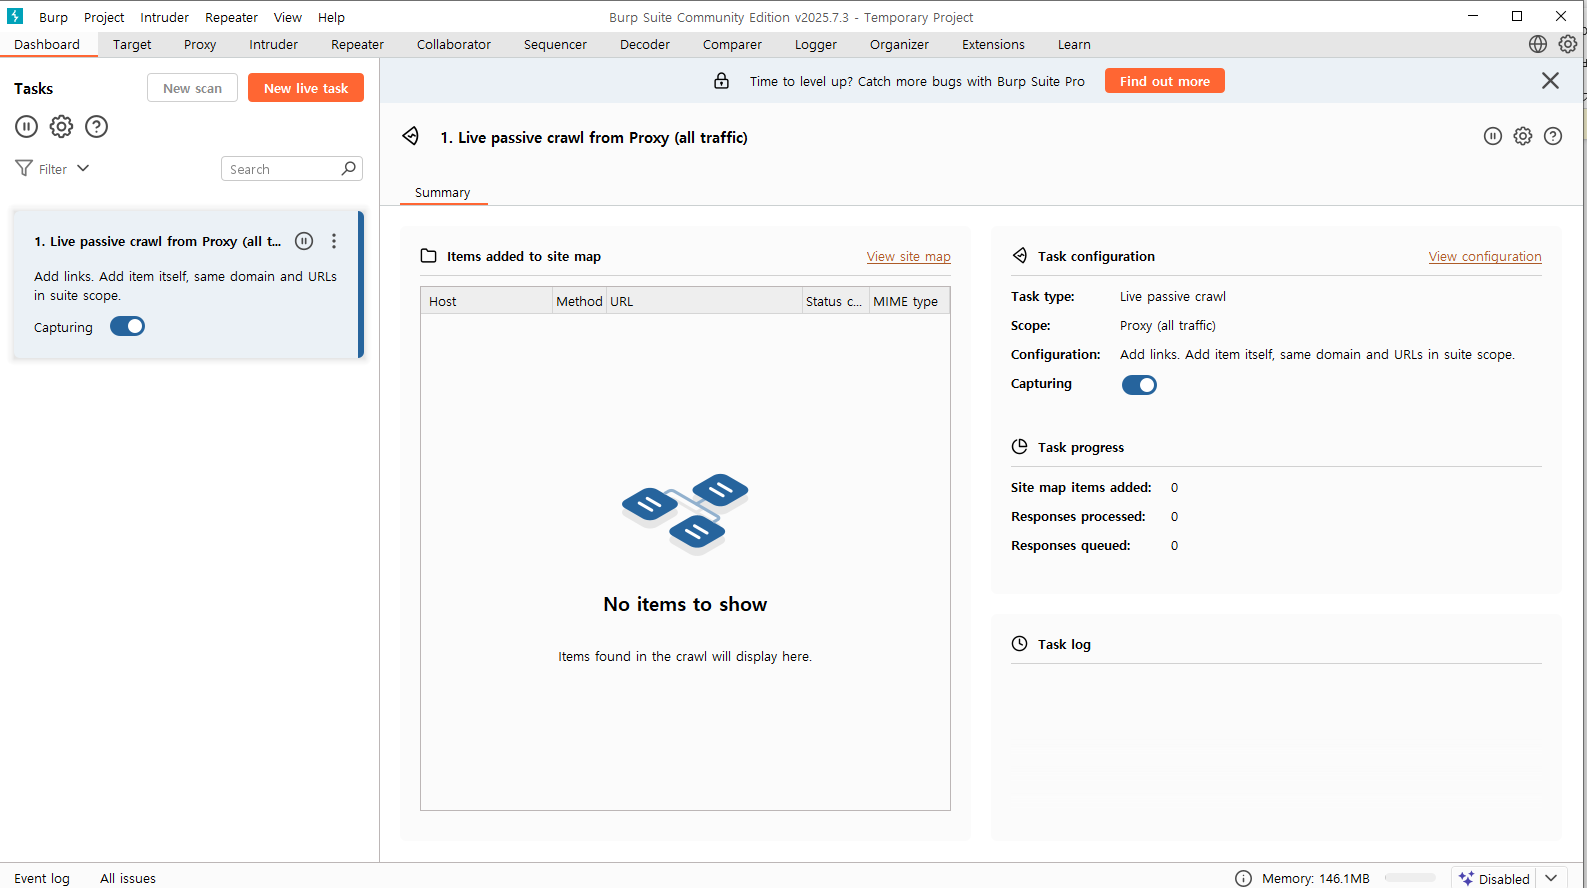 Burp Project Intruder Repeater View Help Burp Suite Community Edition v2025.7.3 - Temporary Project
Dashboard Target Proxy Intruder Repeater Collaborator Sequencer Decoder Comparer Logger Organizer Extensions Learn
Tasks New scan New live task
Filter Search
1. Live passive crawl from Proxy (all t...
Add links. Add item itself, same domain and URLs
in suite scope.
Capturing
Time to level up? Catch more bugs with Burp Suite Pro Find out more
1. Live passive crawl from Proxy (all traffic)
Summary
Items added to site map View site map
Host Method URL Status c... MIME type
No items to show
Items found in the crawl will display here.
Task configuration View configuration
Task type: Live passive crawl
Scope: Proxy (all traffic)
Configuration: Add links. Add item itself, same domain and URLs in suite scope.
Capturing
Task progress
Site map items added: 0
Responses processed: 0
Responses queued: 0
Task log
Event log All issues Memory: 146.1MB Disabled